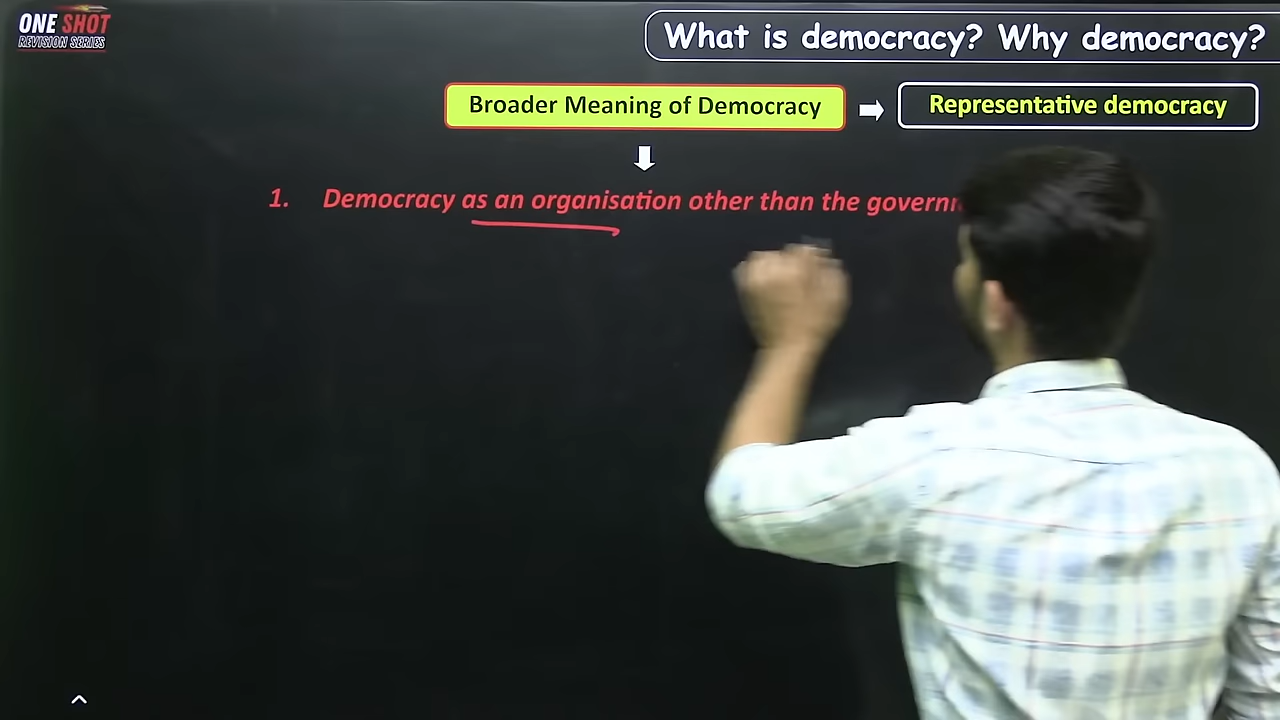 ONE SHOT
REVISION SERIES
What is democracy? Why democracy?
Broader Meaning of Democracy
Representative democracy
1. Democracy as an organisation other than the